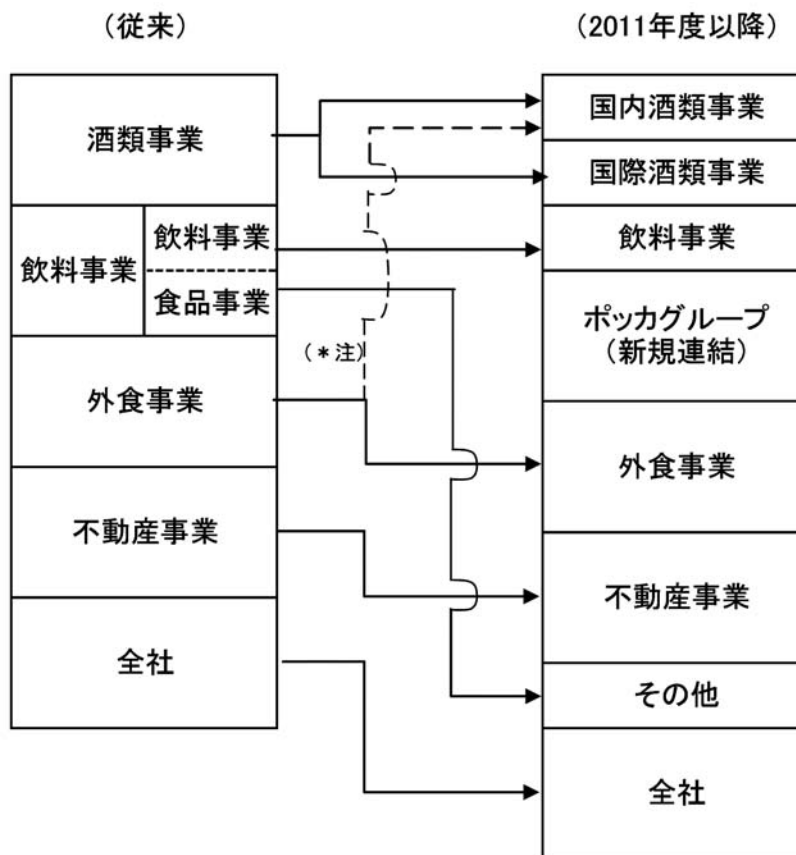 (従来)
(2011年度以降)
酒類事業
飲料事業
飲料事業
食品事業
外食事業
不動産事業
全社
(*注)
国内酒類事業
国際酒類事業
飲料事業
ポッカグループ
(新規連結)
外食事業
不動産事業
その他
全社